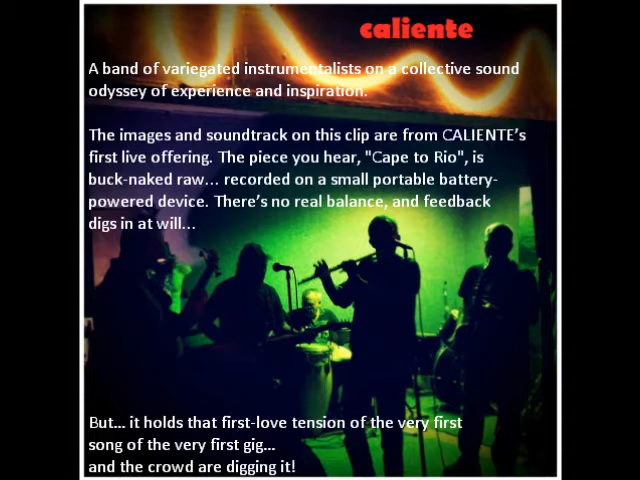 caliente
A band of variegated instrumentalists on a collective sound
odyssey of experience and inspiration.
The images and soundtrack on this clip are from CALIENTE’s
first live offering. The piece you hear, "Cape to Rio", is
buck-naked raw... recorded on a small portable battery-
powered device. There’s no real balance, and feedback
digs in at will...
But... it holds that first-love tension of the very first
song of the very first gig...
and the crowd are digging it!